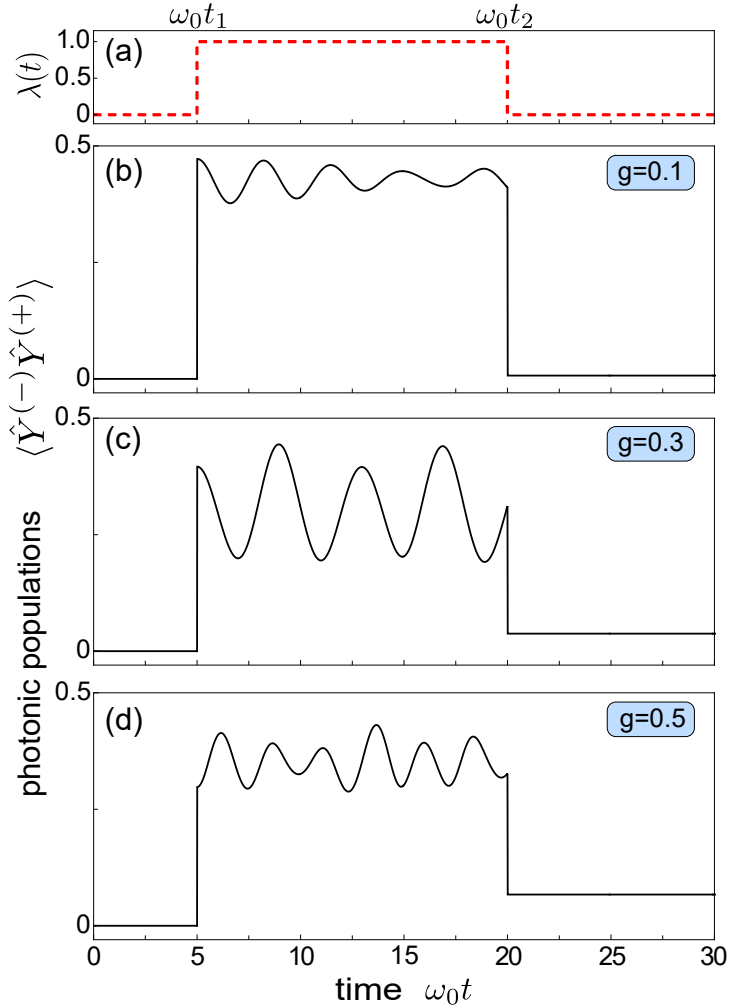 ω₀t₁ ω₀t₂
λ(t)
1.0
0.5
0
(a)
photonic populations ⟨Ŷ⁽⁻⁾Ŷ⁽⁺⁾⟩
0.5
(b)
g=0.1
0
0.5
(c)
g=0.3
0
0.5
(d)
g=0.5
0
0 5 10 15 20 25 30
time ω₀t